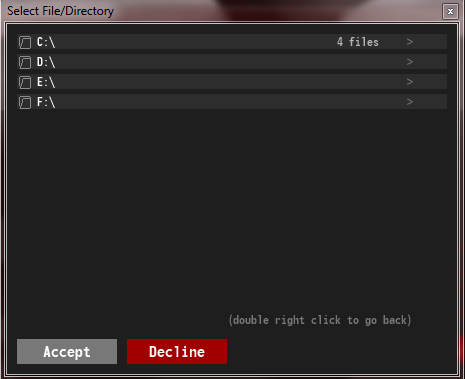 Select File/Directory
C:\ 4 files >
D:\ >
E:\ >
F:\ >
(double right click to go back)
Accept Decline